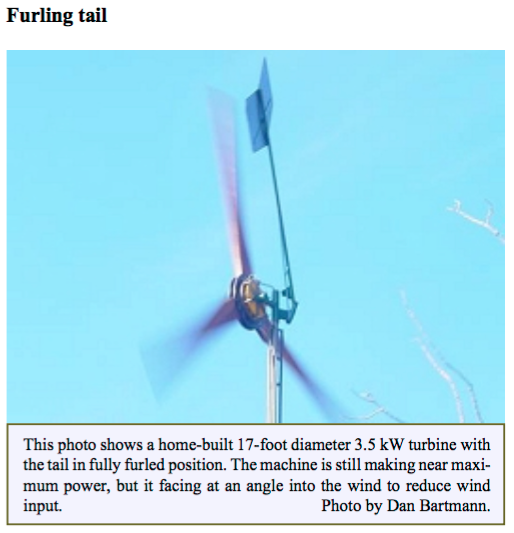 Furling tail
This photo shows a home-built 17-foot diameter 3.5 kW turbine with
the tail in fully furled position. The machine is still making near maxi-
mum power, but it facing at an angle into the wind to reduce wind
input. Photo by Dan Bartmann.